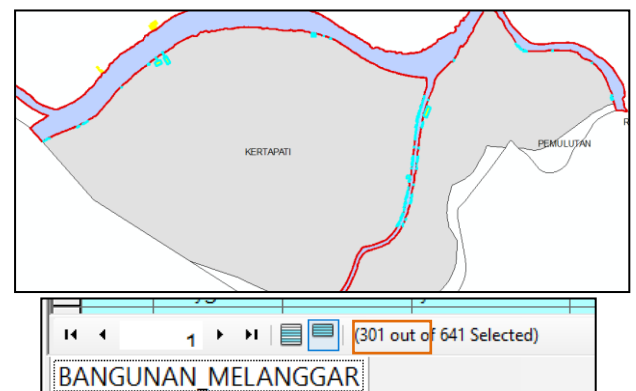 KERTAPATI
PEMULUTAN
R
1
(301 out of 641 Selected)
BANGUNAN_MELANGGAR